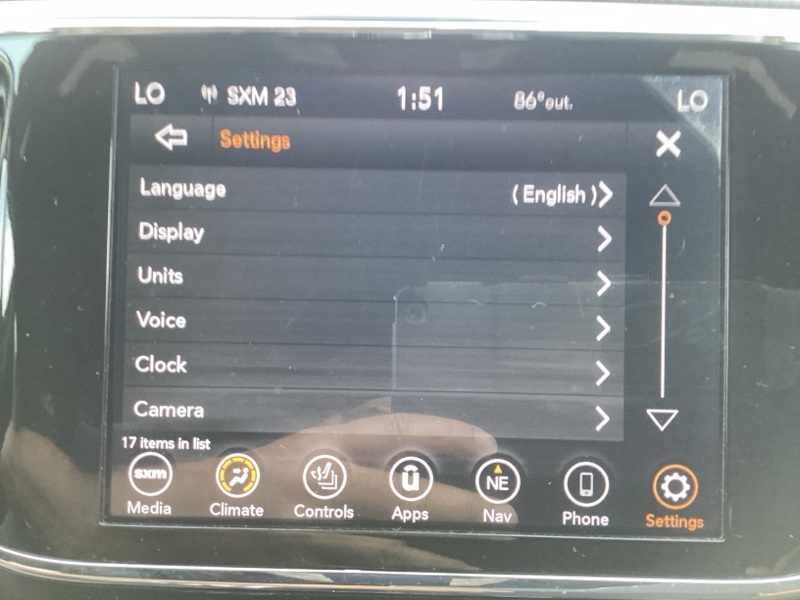 LO SXM 23 1:51 86°out. LO
Settings
Language (English)
Display
Units
Voice
Clock
Camera
17 items in list
sxm ü NE
Media Climate Controls Apps Nav Phone Settings